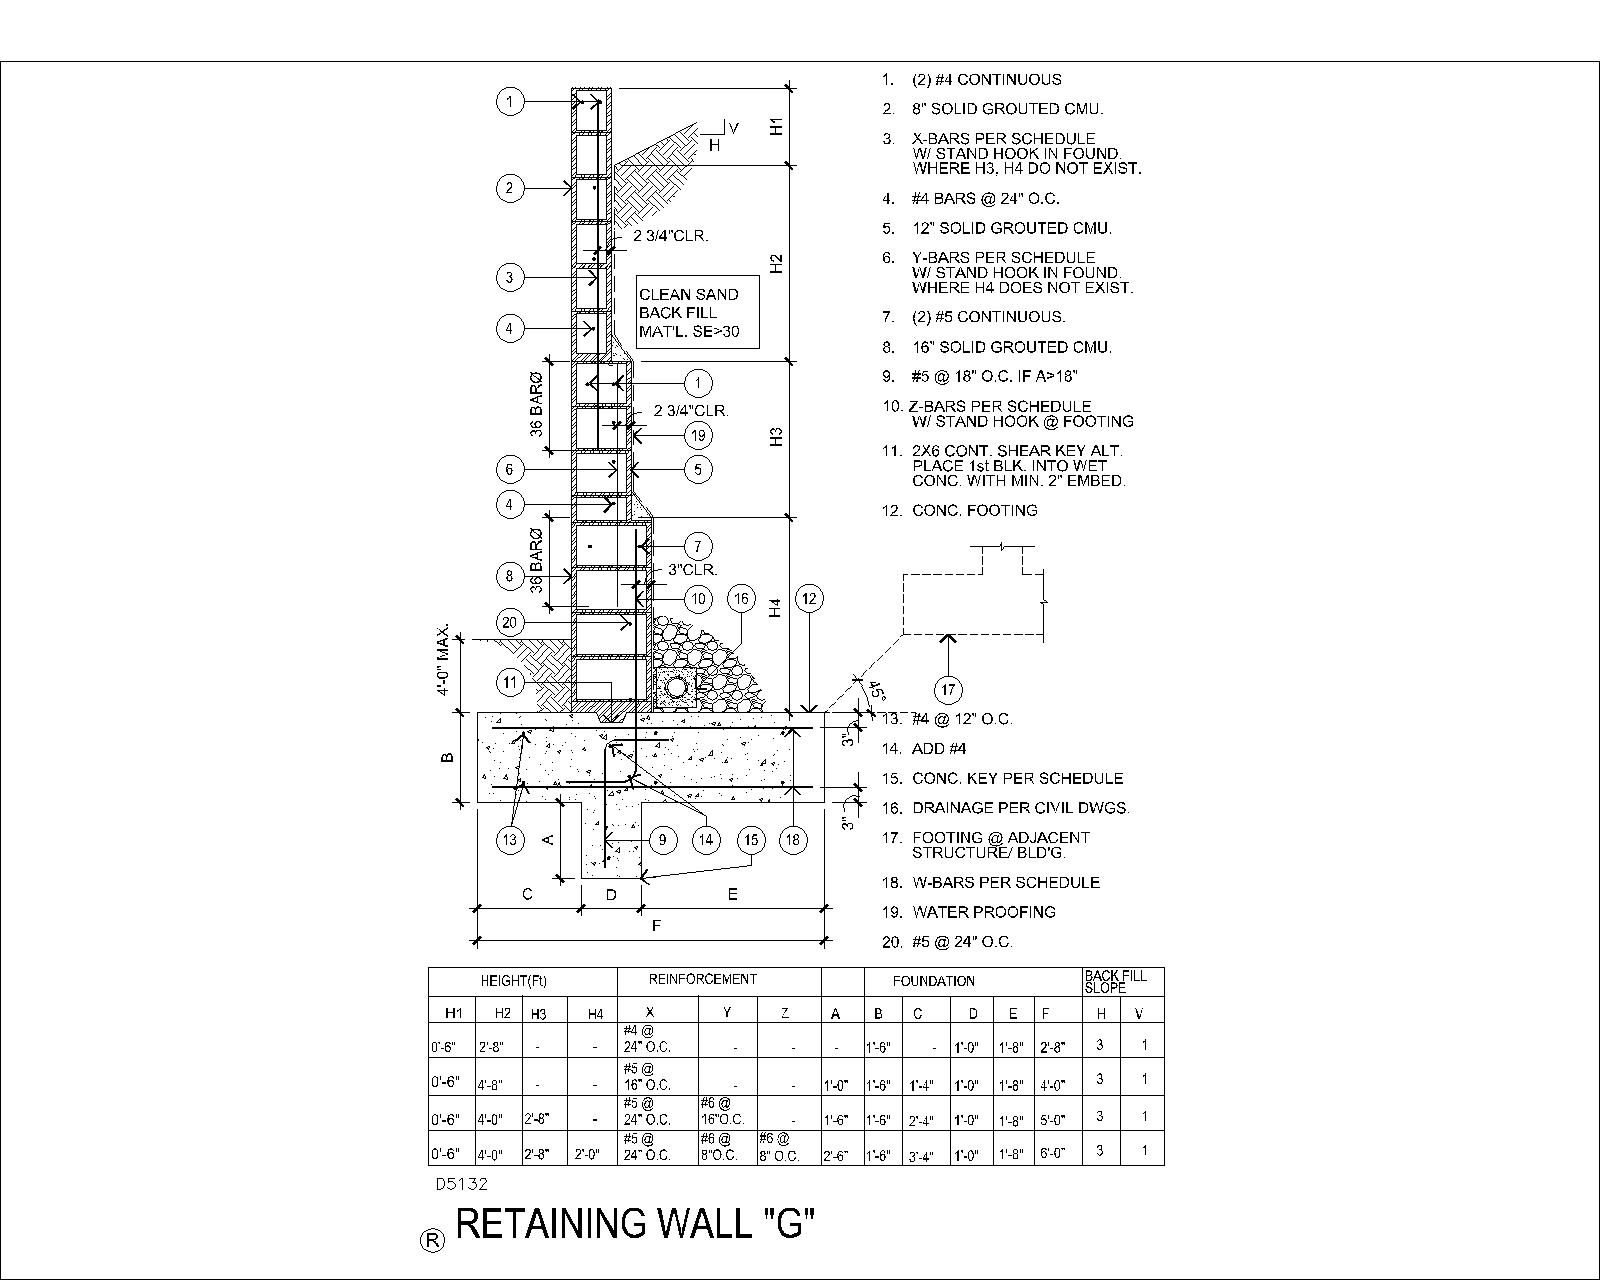 1. (2) #4 CONTINUOUS
2. 8" SOLID GROUTED CMU.
3. X-BARS PER SCHEDULE
W/ STAND HOOK IN FOUND.
WHERE H3, H4 DO NOT EXIST.
4. #4 BARS @ 24" O.C.
5. 12" SOLID GROUTED CMU.
6. Y-BARS PER SCHEDULE
W/ STAND HOOK IN FOUND.
WHERE H4 DOES NOT EXIST.
7. (2) #5 CONTINUOUS.
8. 16" SOLID GROUTED CMU.
9. #5 @ 18" O.C. IF A>18"
10. Z-BARS PER SCHEDULE
W/ STAND HOOK @ FOOTING
11. 2X6 CONT. SHEAR KEY ALT.
PLACE 1st BLK. INTO WET
CONC. WITH MIN. 2" EMBED.
12. CONC. FOOTING
13. #4 @ 12" O.C.
14. ADD #4
15. CONC. KEY PER SCHEDULE
16. DRAINAGE PER CIVIL DWGS.
17. FOOTING @ ADJACENT
STRUCTURE/ BLD'G.
18. W-BARS PER SCHEDULE
19. WATER PROOFING
20. #5 @ 24" O.C.
1
V
H
H1
2
2 3/4"CLR.
H2
3
CLEAN SAND
BACK FILL
MAT'L. SE>30
4
36 BARØ
1
2 3/4"CLR.
19
H3
6
5
4
36 BARØ
7
8
3"CLR.
10
16
12
H4
20
4'-0" MAX.
11
17
45°
B
3"
3"
13
A
9
14
15
18
C
D
E
F
HEIGHT(Ft) REINFORCEMENT FOUNDATION BACK FILL
SLOPE
H1 H2 H3 H4 X Y Z A B C D E F H V
#4 @
0'-6" 2'-8" - - 24" O.C. - - - 1'-6" - 1'-0" 1'-8" 2'-8" 3 1
#5 @
0'-6" 4'-8" - - 16" O.C. - - 1'-0" 1'-6" 1'-4" 1'-0" 1'-8" 4'-0" 3 1
#5 @ #6 @
0'-6" 4'-0" 2'-8" - 24" O.C. 16"O.C. - 1'-6" 1'-6" 2'-4" 1'-0" 1'-8" 5'-0" 3 1
#5 @ #6 @ #6 @
0'-6" 4'-0" 2'-8" 2'-0" 24" O.C. 8"O.C. 8" O.C. 2'-6" 1'-6" 3'-4" 1'-0" 1'-8" 6'-0" 3 1
D5132
® RETAINING WALL "G"